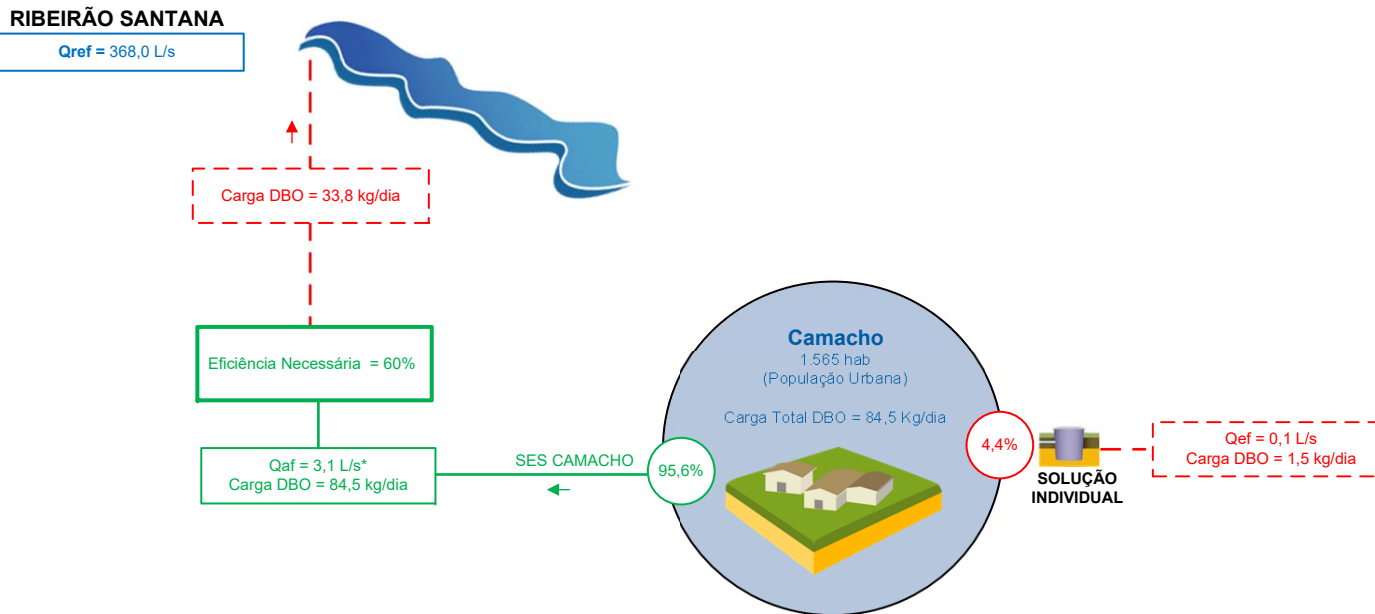 RIBEIRÃO SANTANA
Qref = 368,0 L/s
Carga DBO = 33,8 kg/dia
Eficiência Necessária = 60%
Qaf = 3,1 L/s*
Carga DBO = 84,5 kg/dia
SES CAMACHO
95,6%
Camacho
1.565 hab
(População Urbana)
Carga Total DBO = 84,5 Kg/dia
4,4%
SOLUÇÃO
INDIVIDUAL
Qef = 0,1 L/s
Carga DBO = 1,5 kg/dia